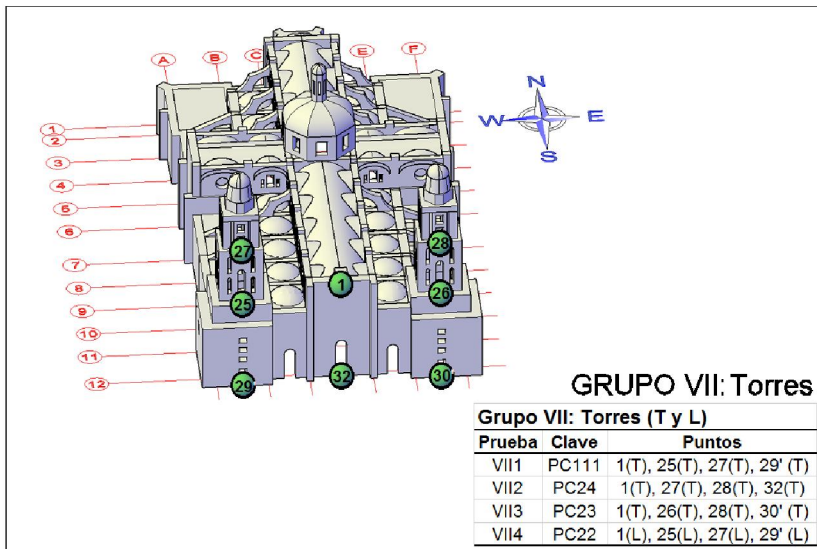 A B C E F
N
W E
S
1
2
3
4
5
6
7
8
9
10
11
12
27 28
1
25 26
29 32 30
GRUPO VII: Torres
Grupo VII: Torres (T y L)
Prueba Clave Puntos
VII1 PC111 1(T), 25(T), 27(T), 29' (T)
VII2 PC24 1(T), 27(T), 28(T), 32(T)
VII3 PC23 1(T), 26(T), 28(T), 30' (T)
VII4 PC22 1(L), 25(L), 27(L), 29' (L)